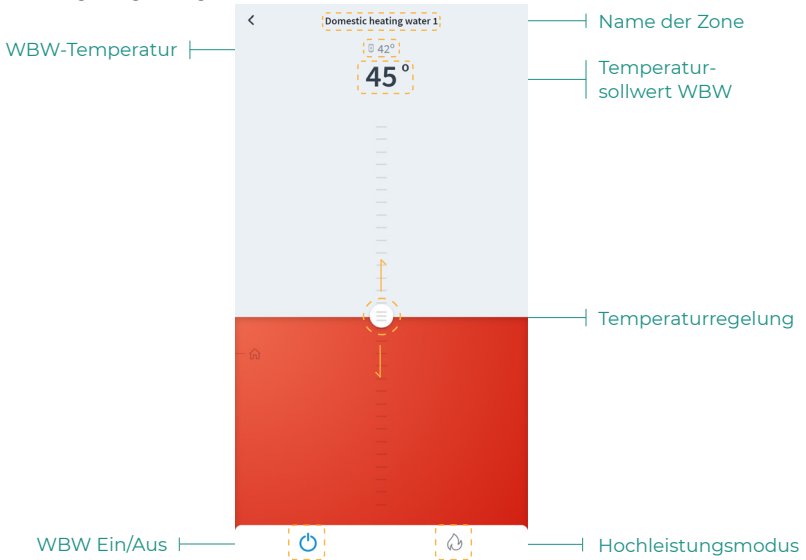 Domestic heating water 1
Name der Zone
WBW-Temperatur
42°
45°
Temperatur-
sollwert WBW
Temperaturregelung
WBW Ein/Aus
Hochleistungsmodus